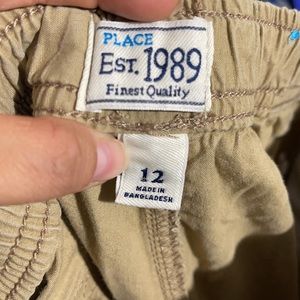 PLACE
EST. 1989
Finest Quality
12
MADE IN
BANGLADESH